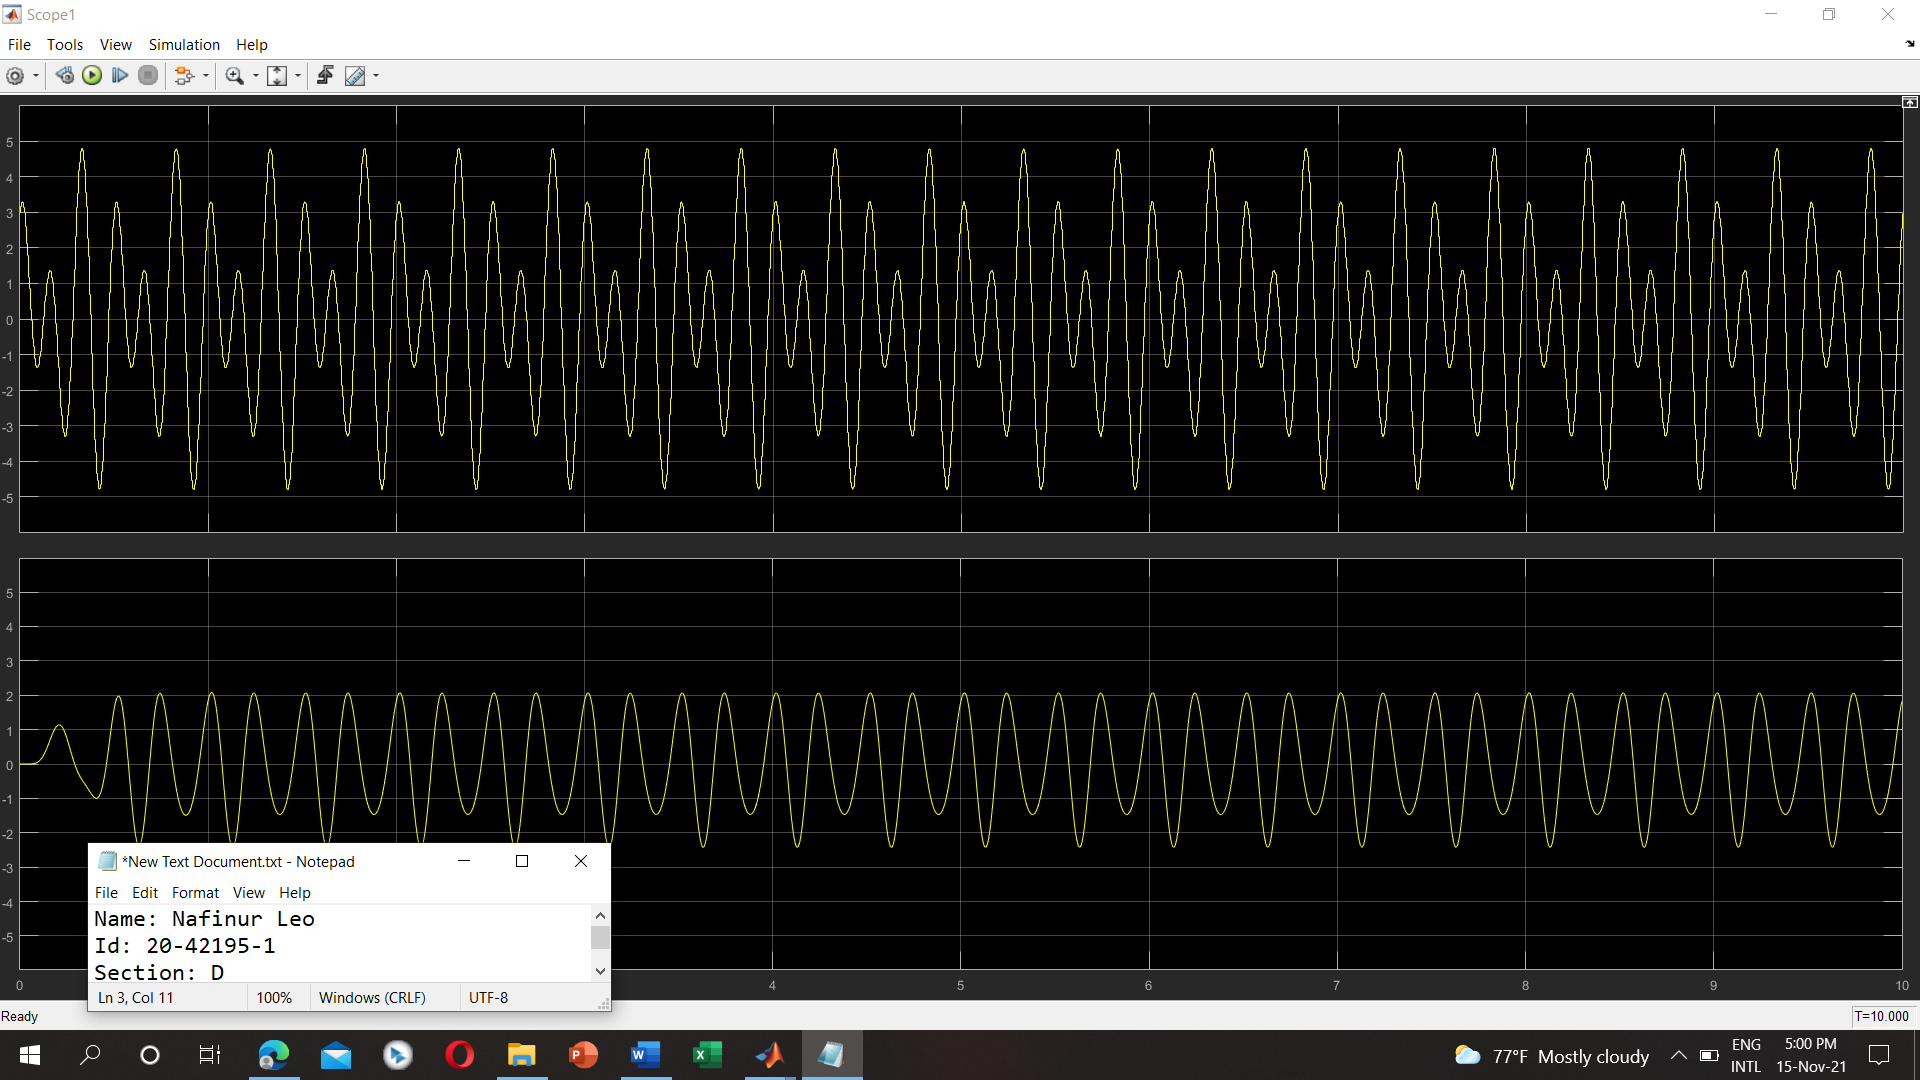 Scope1
File Tools View Simulation Help
5
4
3
2
1
0
-1
-2
-3
-4
-5
5
4
3
2
1
0
-1
-2
-3
-4
-5
0 4 5 6 7 8 9 10
*New Text Document.txt - Notepad
File Edit Format View Help
Name: Nafinur Leo
Id: 20-42195-1
Section: D
Ln 3, Col 11 100% Windows (CRLF) UTF-8
Ready T=10.000
77°F Mostly cloudy
ENG
INTL
5:00 PM
15-Nov-21